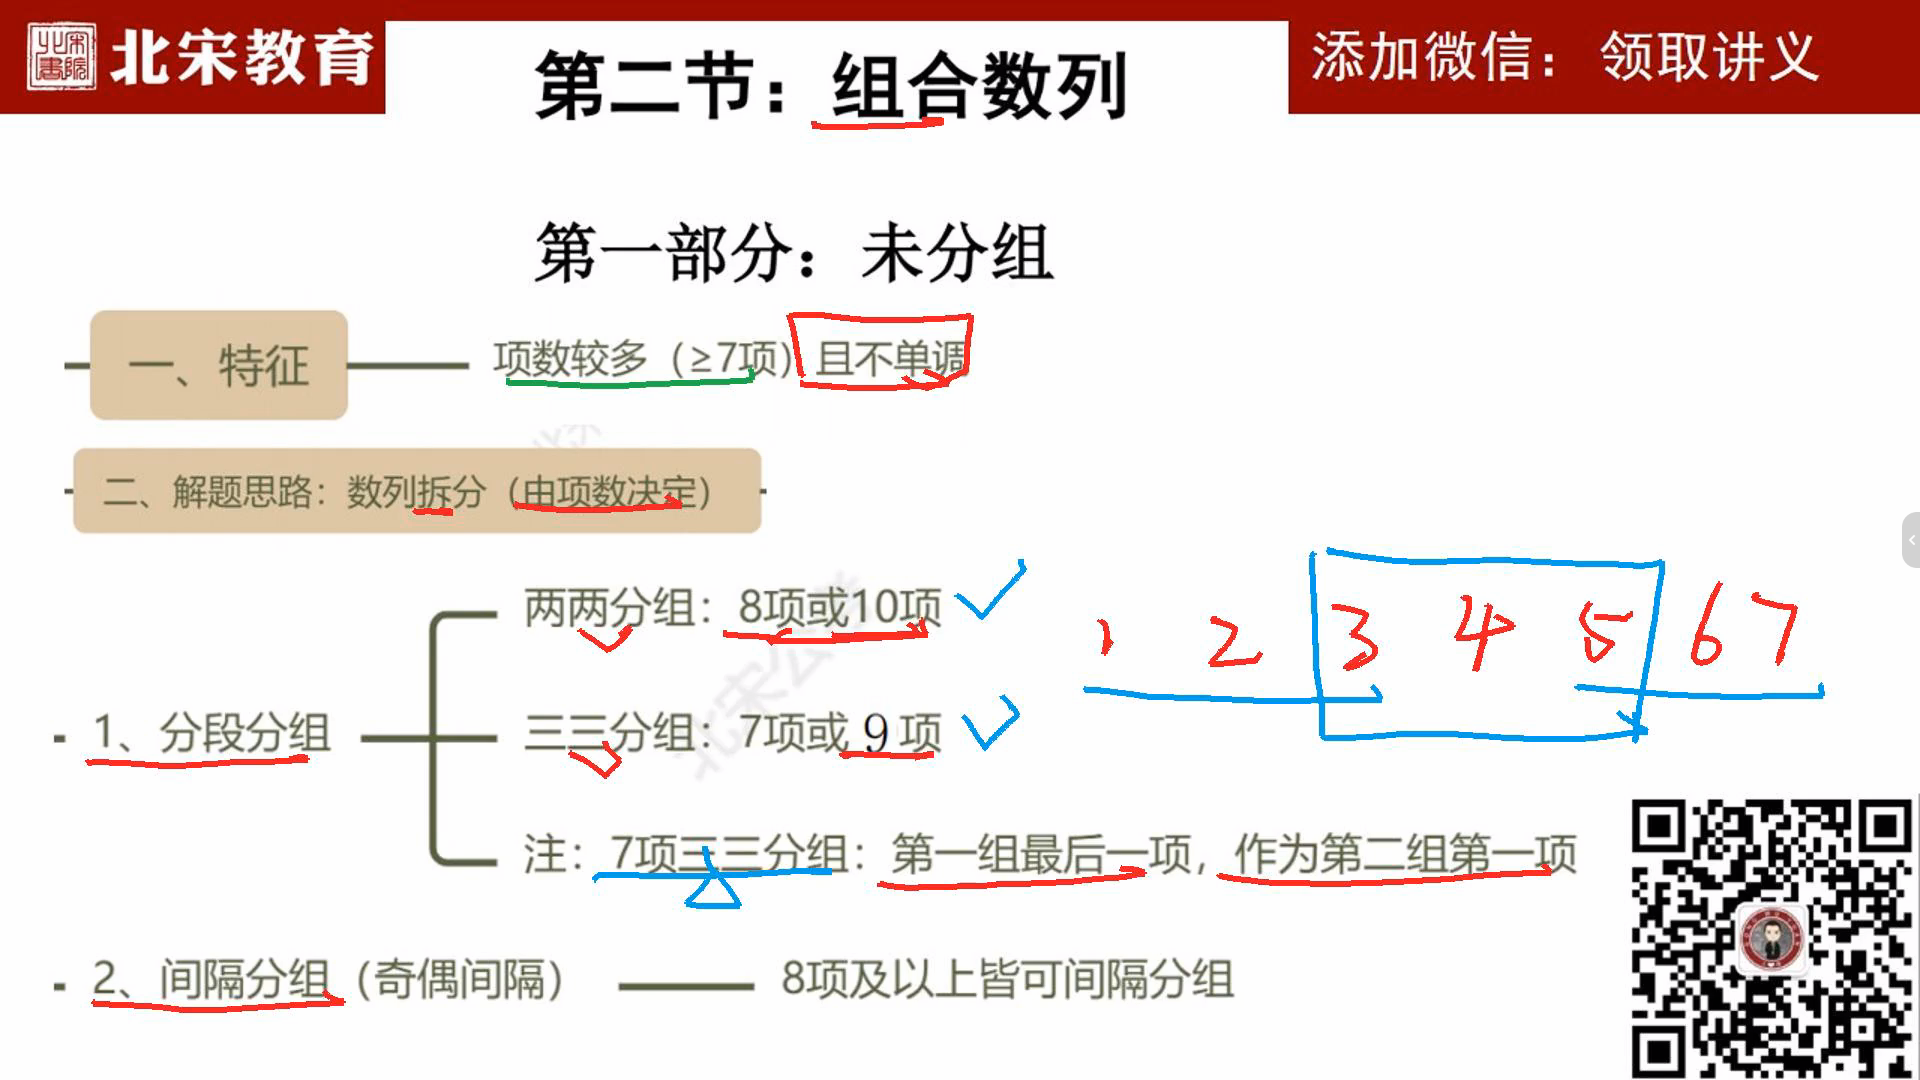 北宋教育
第二节：组合数列
添加微信：领取讲义
第一部分：未分组
一、特征
项数较多（≥7项）且不单调
二、解题思路：数列拆分（由项数决定）
两两分组：8项或10项
1 2 3 4 5 6 7
1、分段分组
三三分组：7项或9项
注：7项三三分组：第一组最后一项，作为第二组第一项
2、间隔分组（奇偶间隔）
8项及以上皆可间隔分组